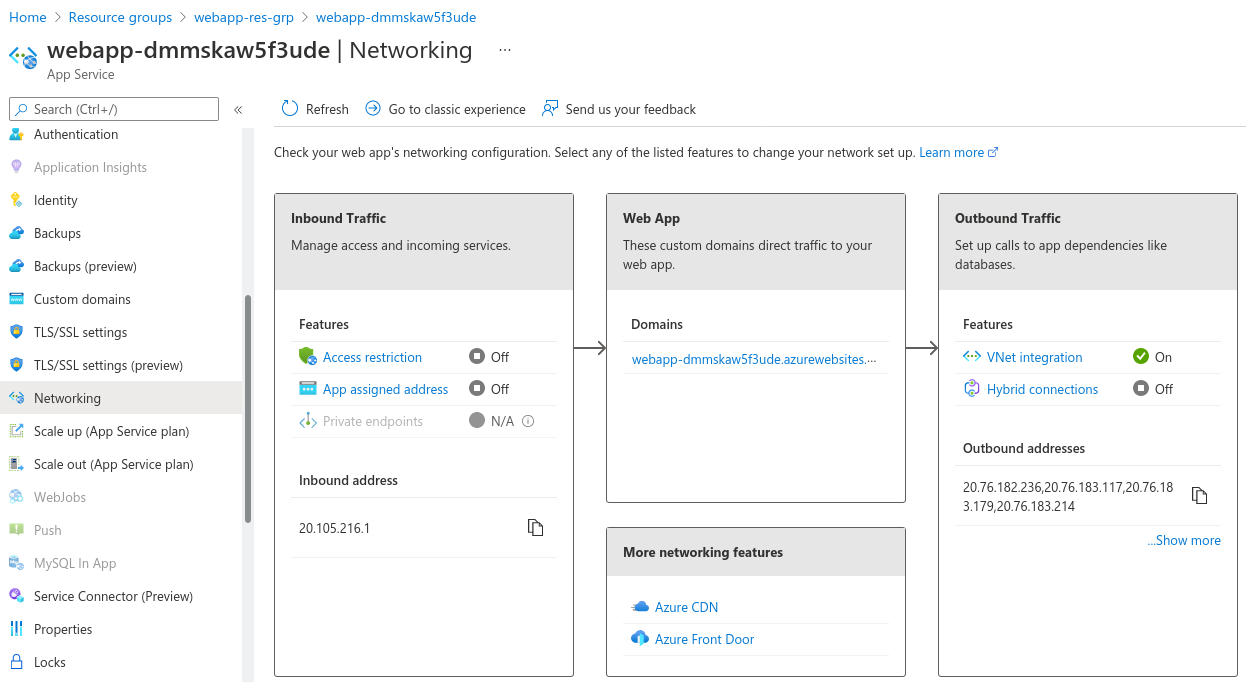 Home > Resource groups > webapp-res-grp > webapp-dmmskaw5f3ude
webapp-dmmskaw5f3ude | Networking ...
App Service
Search (Ctrl+/)
«
Authentication
Application Insights
Identity
Backups
Backups (preview)
Custom domains
TLS/SSL settings
TLS/SSL settings (preview)
Networking
Scale up (App Service plan)
Scale out (App Service plan)
WebJobs
Push
MySQL In App
Service Connector (Preview)
Properties
Locks
Refresh Go to classic experience Send us your feedback
Check your web app's networking configuration. Select any of the listed features to change your network set up. Learn more
Inbound Traffic
Manage access and incoming services.
Features
Access restriction Off
App assigned address Off
Private endpoints N/A
Inbound address
20.105.216.1
Web App
These custom domains direct traffic to your
web app.
Domains
webapp-dmmskaw5f3ude.azurewebsites....
More networking features
Azure CDN
Azure Front Door
Outbound Traffic
Set up calls to app dependencies like
databases.
Features
VNet integration On
Hybrid connections Off
Outbound addresses
20.76.182.236,20.76.183.117,20.76.18
3.179,20.76.183.214
...Show more